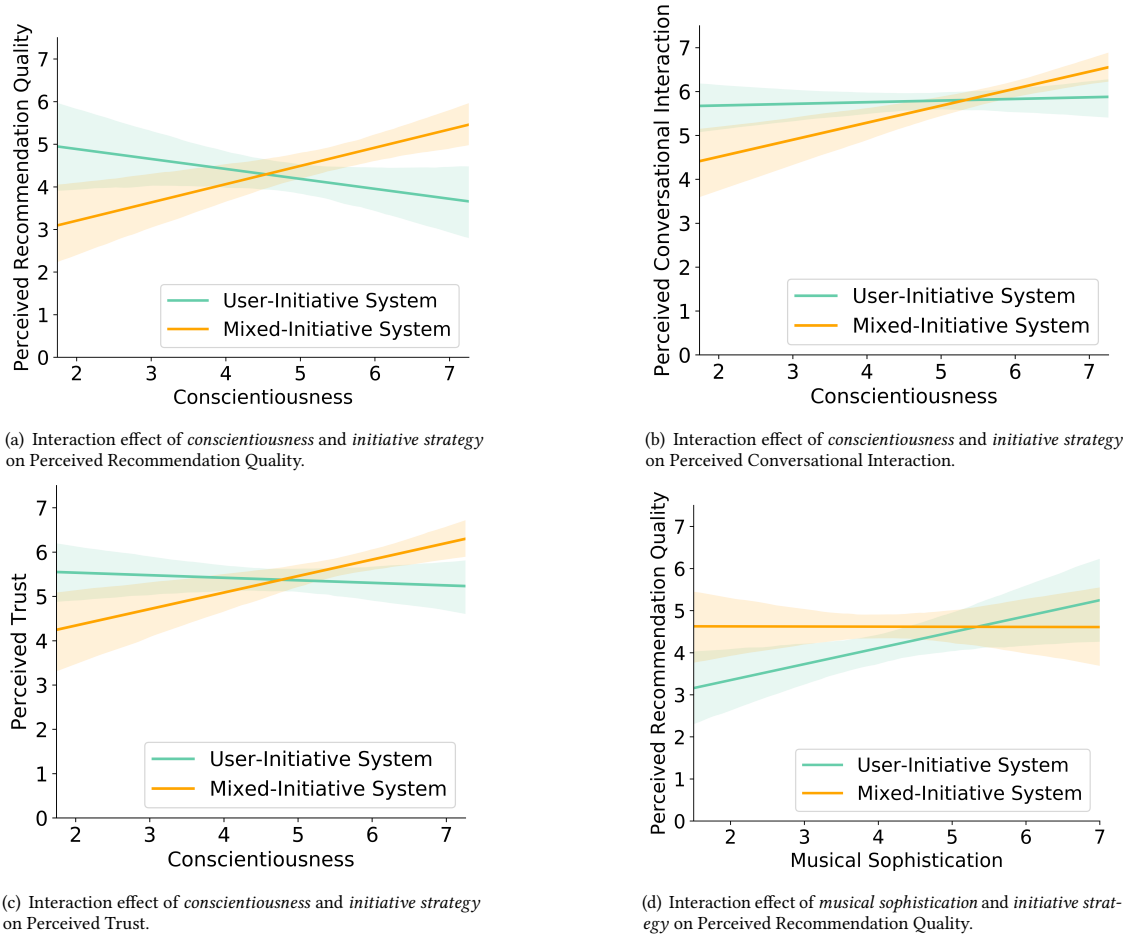 Perceived Recommendation Quality
7
6
5
4
3
2
1
0
User-Initiative System
Mixed-Initiative System
2 3 4 5 6 7
Conscientiousness
(a) Interaction effect of conscientiousness and initiative strategy
on Perceived Recommendation Quality.
Perceived Conversational Interaction
7
6
5
4
3
2
1
0
User-Initiative System
Mixed-Initiative System
2 3 4 5 6 7
Conscientiousness
(b) Interaction effect of conscientiousness and initiative strategy
on Perceived Conversational Interaction.
Perceived Trust
7
6
5
4
3
2
1
0
User-Initiative System
Mixed-Initiative System
2 3 4 5 6 7
Conscientiousness
(c) Interaction effect of conscientiousness and initiative strategy
on Perceived Trust.
Perceived Recommendation Quality
7
6
5
4
3
2
1
0
User-Initiative System
Mixed-Initiative System
2 3 4 5 6 7
Musical Sophistication
(d) Interaction effect of musical sophistication and initiative strat-
egy on Perceived Recommendation Quality.